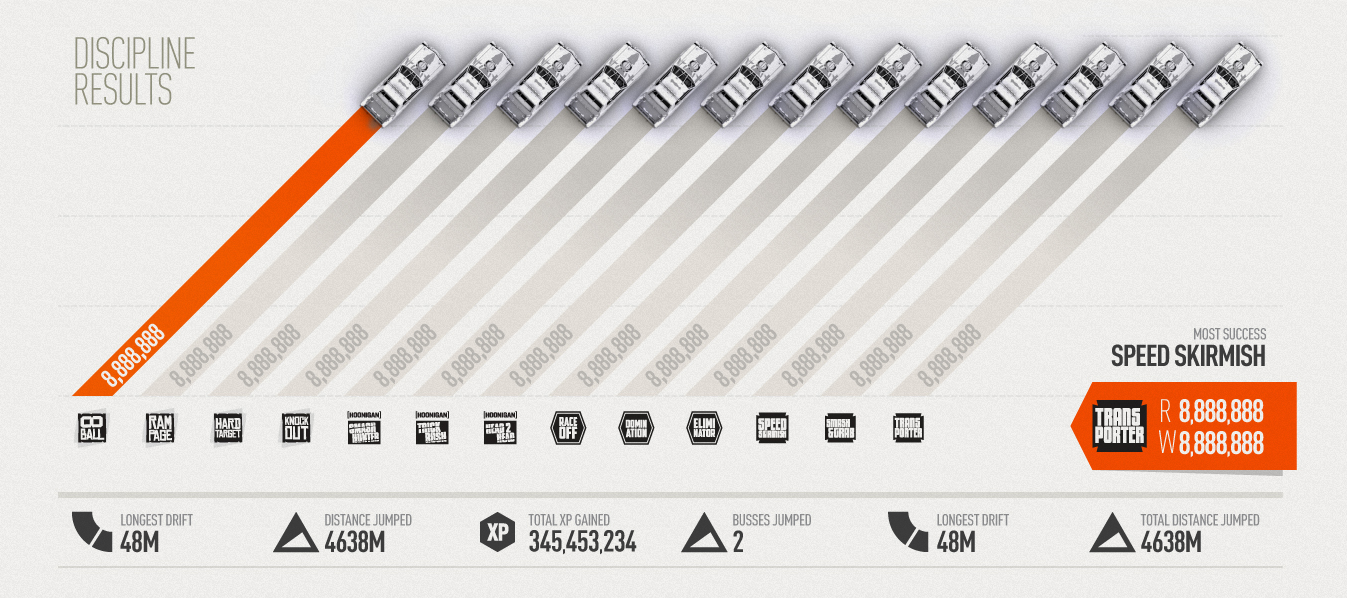 DISCIPLINE
RESULTS
8,888,888
8,888,888
8,888,888
8,888,888
8,888,888
8,888,888
8,888,888
8,888,888
8,888,888
8,888,888
8,888,888
8,888,888
8,888,888
MOST SUCCESS
SPEED SKIRMISH
TRANS
PORTER
R 8,888,888
W 8,888,888
CO
BALL
RAM
PAGE
HARD
TARGET
KNOCK
OUT
[HOONIGAN]
SMASH
HUNTER
[HOONIGAN]
TRICK
RUSH
[HOONIGAN]
HEAD 2
HEAD
RACE
OFF
DOMIN
ATION
ELIMI
NATOR
SPEED
SKIRMISH
SMASH
&GRAB
TRANS
PORTER
LONGEST DRIFT
48M
DISTANCE JUMPED
4638M
XP
TOTAL XP GAINED
345,453,234
BUSSES JUMPED
2
LONGEST DRIFT
48M
TOTAL DISTANCE JUMPED
4638M